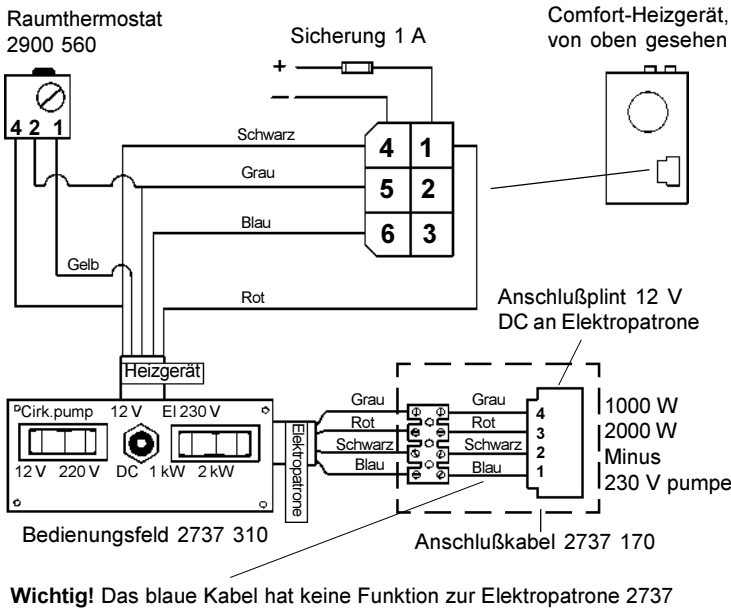 Raumthermostat
2900 560
Sicherung 1 A
Comfort-Heizgerät,
von oben gesehen
+
−
4 2 1
Schwarz
4 1
Grau
5 2
Blau
6 3
Gelb
Rot
Anschlußplint 12 V
DC an Elektropatrone
Heizgerät
Cirk.pump 12 V El 230 V
12 V 220 V DC 1 kW 2 kW
Elektropatrone
Grau Grau 4 1000 W
Rot Rot 3 2000 W
Schwarz Schwarz 2 Minus
Blau Blau 1 230 V pumpe
Bedienungsfeld 2737 310
Anschlußkabel 2737 170
Wichtig! Das blaue Kabel hat keine Funktion zur Elektropatrone 2737